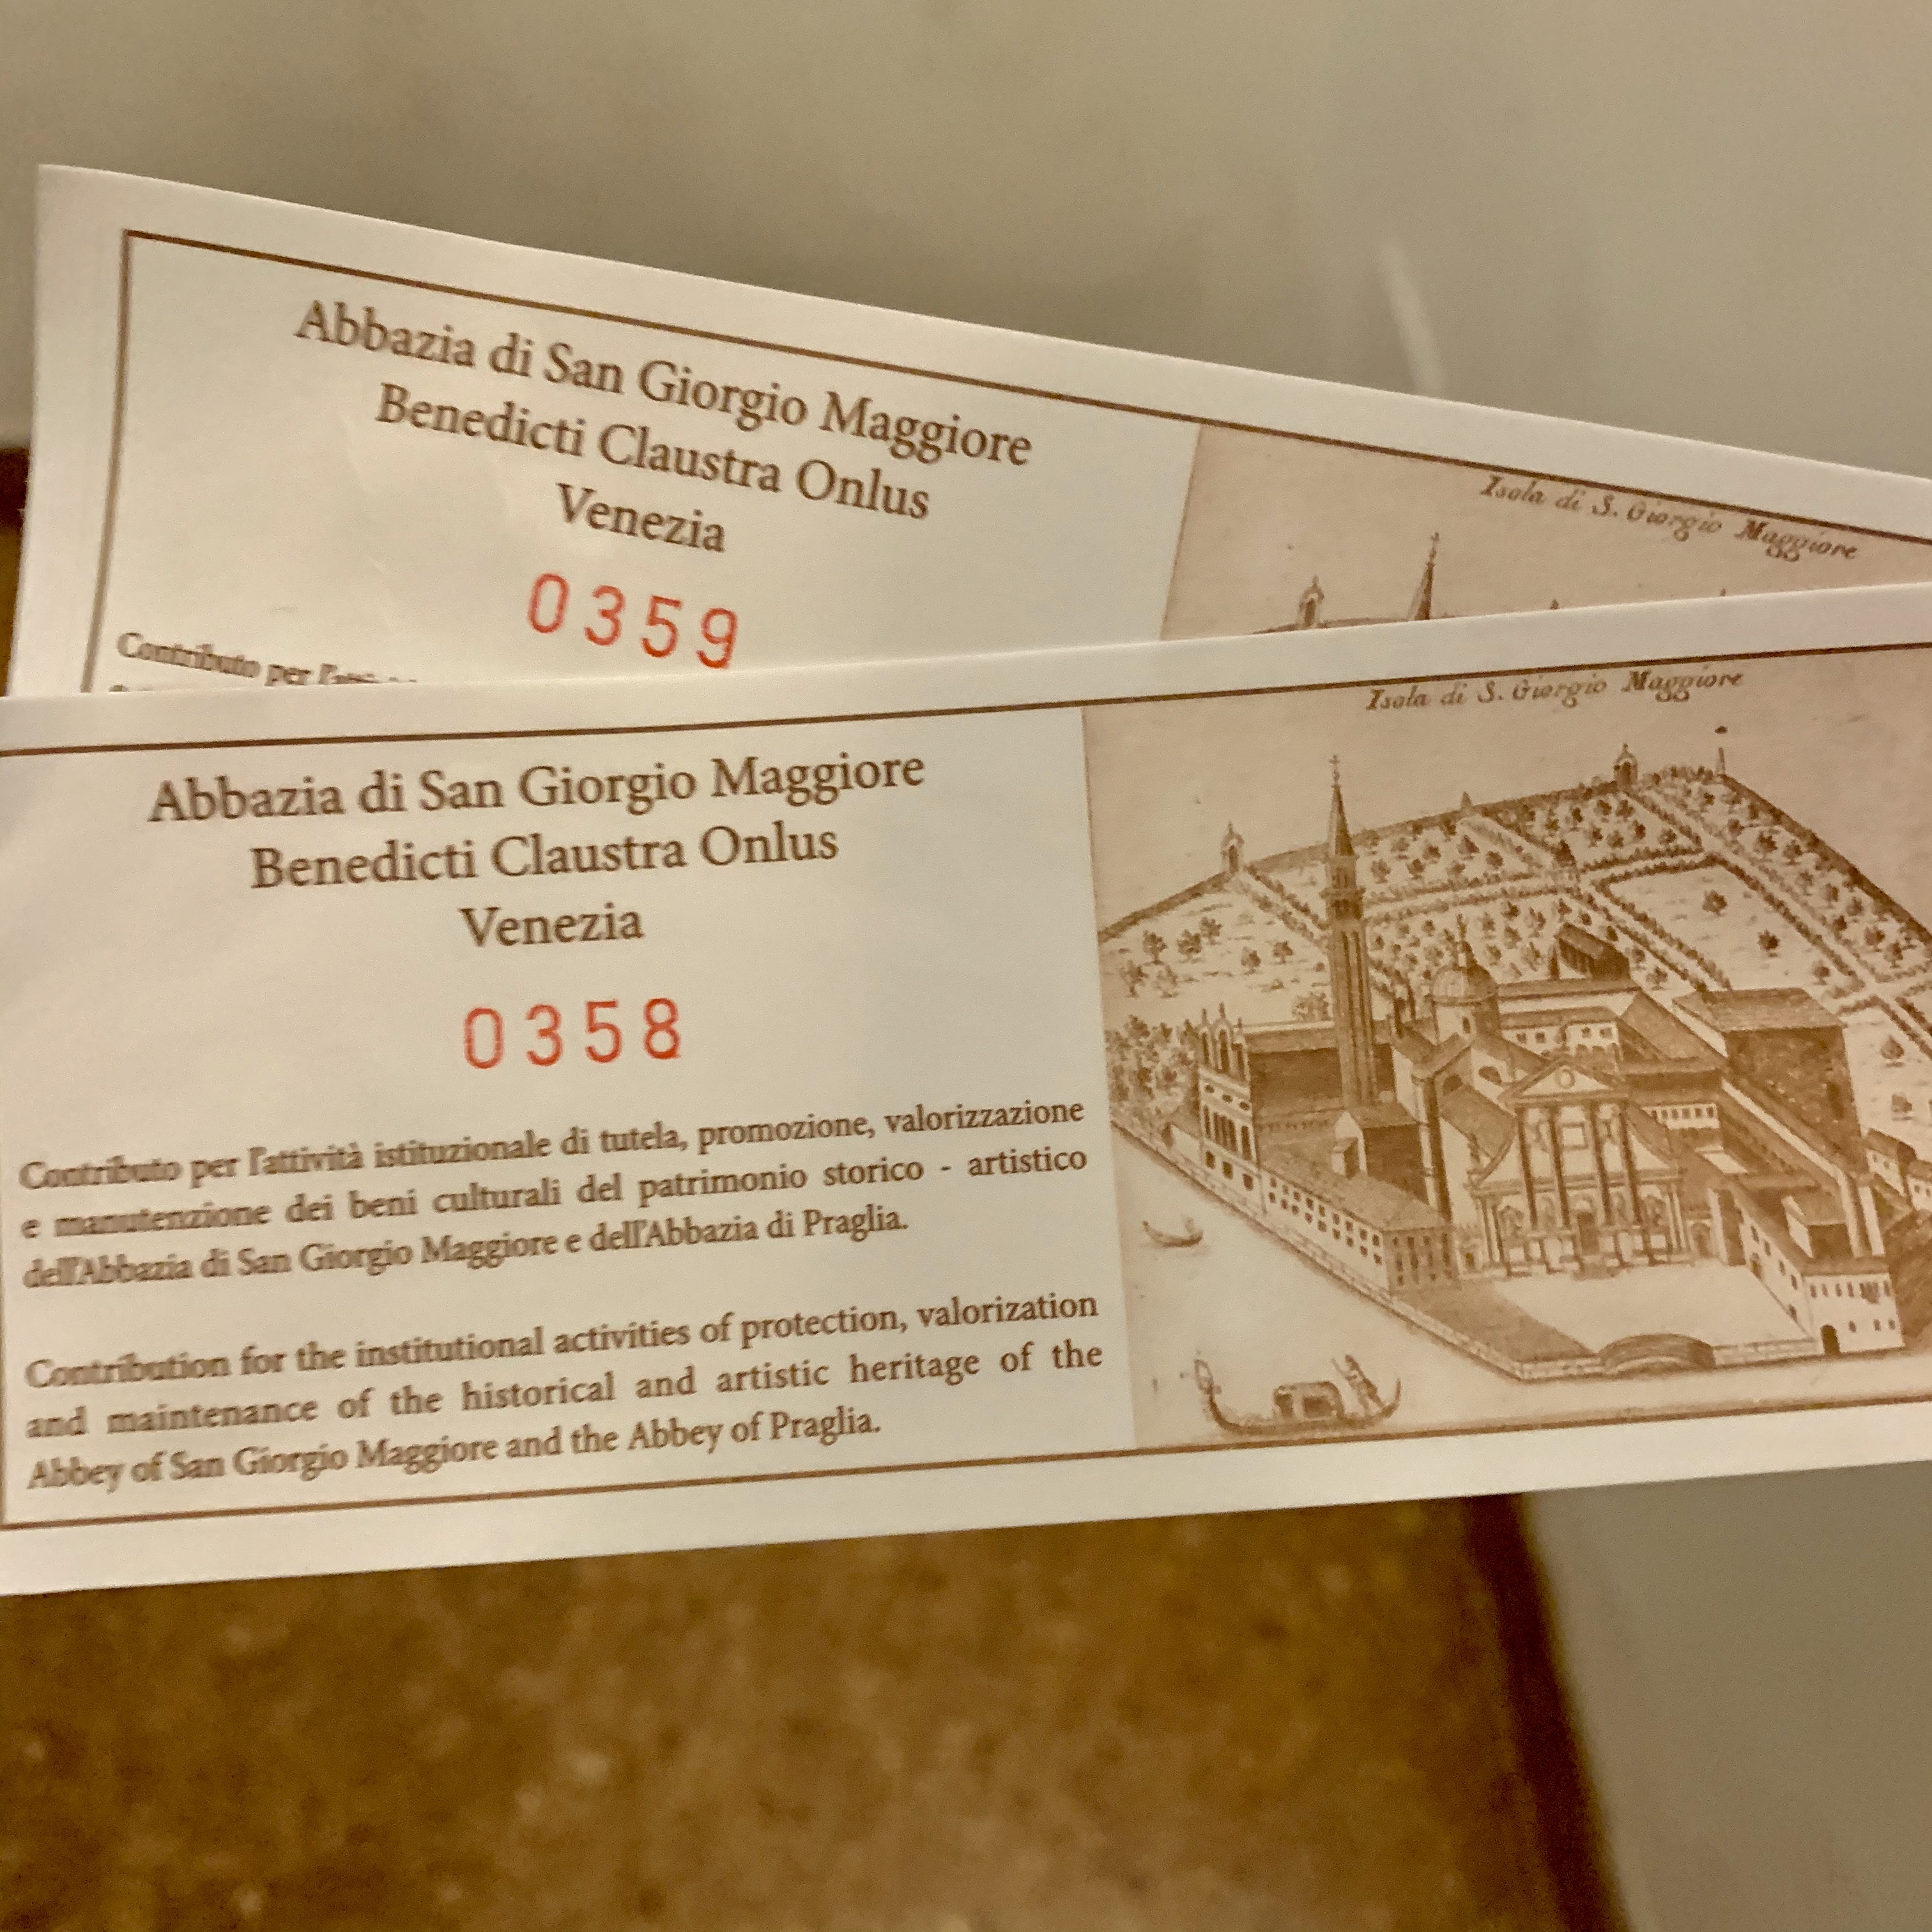 Abbazia di San Giorgio Maggiore
Benedicti Claustra Onlus
Venezia
0359
Contributo per l'atti
Isola di S. Giorgio Maggiore
Abbazia di San Giorgio Maggiore
Benedicti Claustra Onlus
Venezia
0358
Contributo per l'attività istituzionale di tutela, promozione, valorizzazione
e manutenzione dei beni culturali del patrimonio storico - artistico
dell'Abbazia di San Giorgio Maggiore e dell'Abbazia di Praglia.
Contribution for the institutional activities of protection, valorization
and maintenance of the historical and artistic heritage of the
Abbey of San Giorgio Maggiore and the Abbey of Praglia.
Isola di S. Giorgio Maggiore